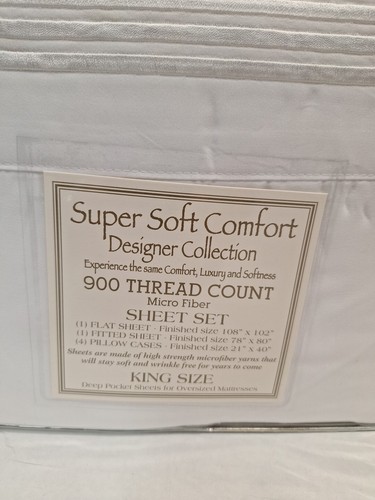 Super Soft Comfort
Designer Collection
Experience the same Comfort, Luxury and Softness
900 THREAD COUNT
Micro Fiber
SHEET SET
(1) FLAT SHEET - Finished size 108" x 102"
(1) FITTED SHEET - Finished size 78" x 80"
(4) PILLOW CASES - Finished size 21" x 40"
Sheets are made of high strength microfiber yarns that
will stay soft and wrinkle free for years to come
KING SIZE
Deep Pocket Sheets for Oversized Mattresses